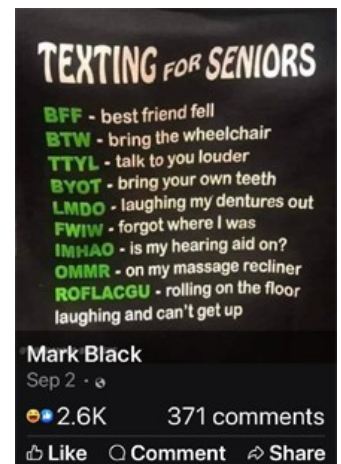 TEXTING FOR SENIORS
BFF - best friend fell
BTW - bring the wheelchair
TTYL - talk to you louder
BYOT - bring your own teeth
LMDO - laughing my dentures out
FWIW - forgot where I was
IMHAO - is my hearing aid on?
OMMR - on my massage recliner
ROFLACGU - rolling on the floor
laughing and can't get up
Mark Black
Sep 2 ·
2.6K 371 comments
Like Comment Share